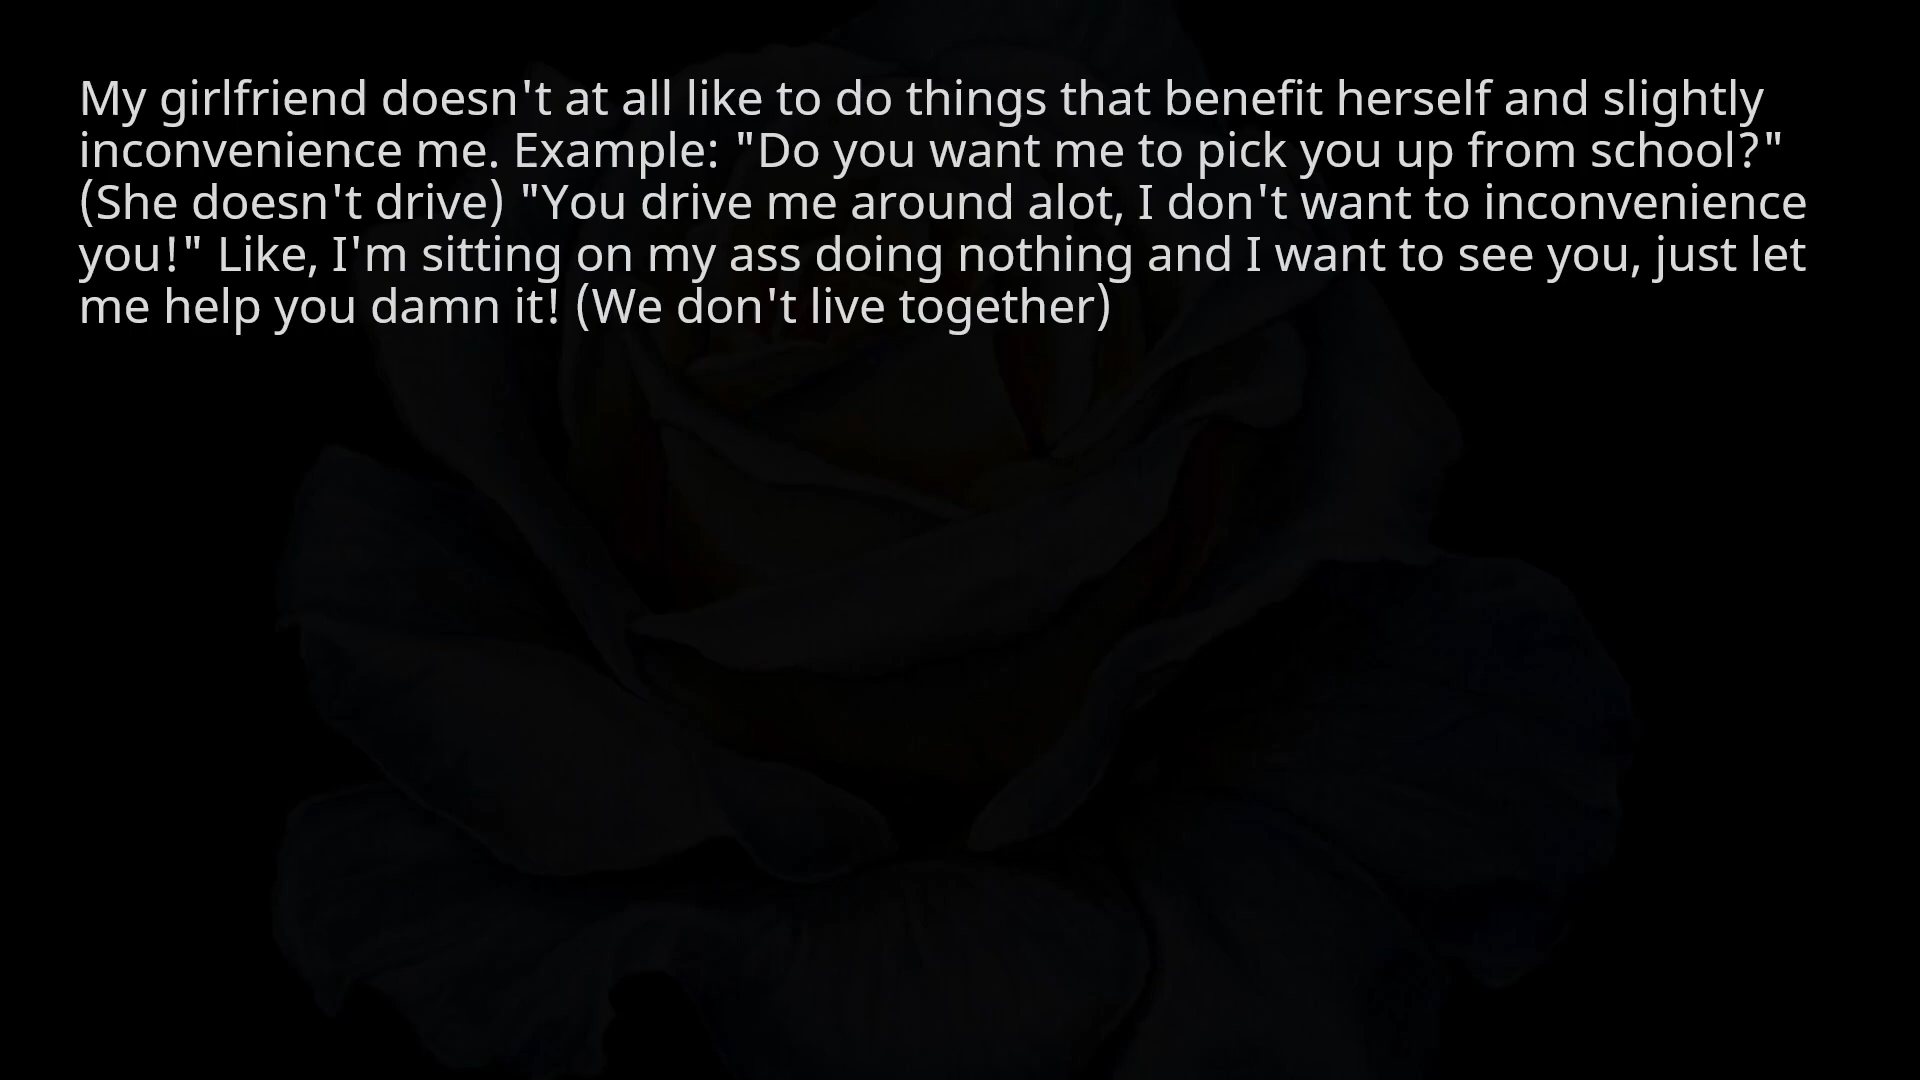 My girlfriend doesn't at all like to do things that benefit herself and slightly
inconvenience me. Example: "Do you want me to pick you up from school?"
(She doesn't drive) "You drive me around alot, I don't want to inconvenience
you!" Like, I'm sitting on my ass doing nothing and I want to see you, just let
me help you damn it! (We don't live together)